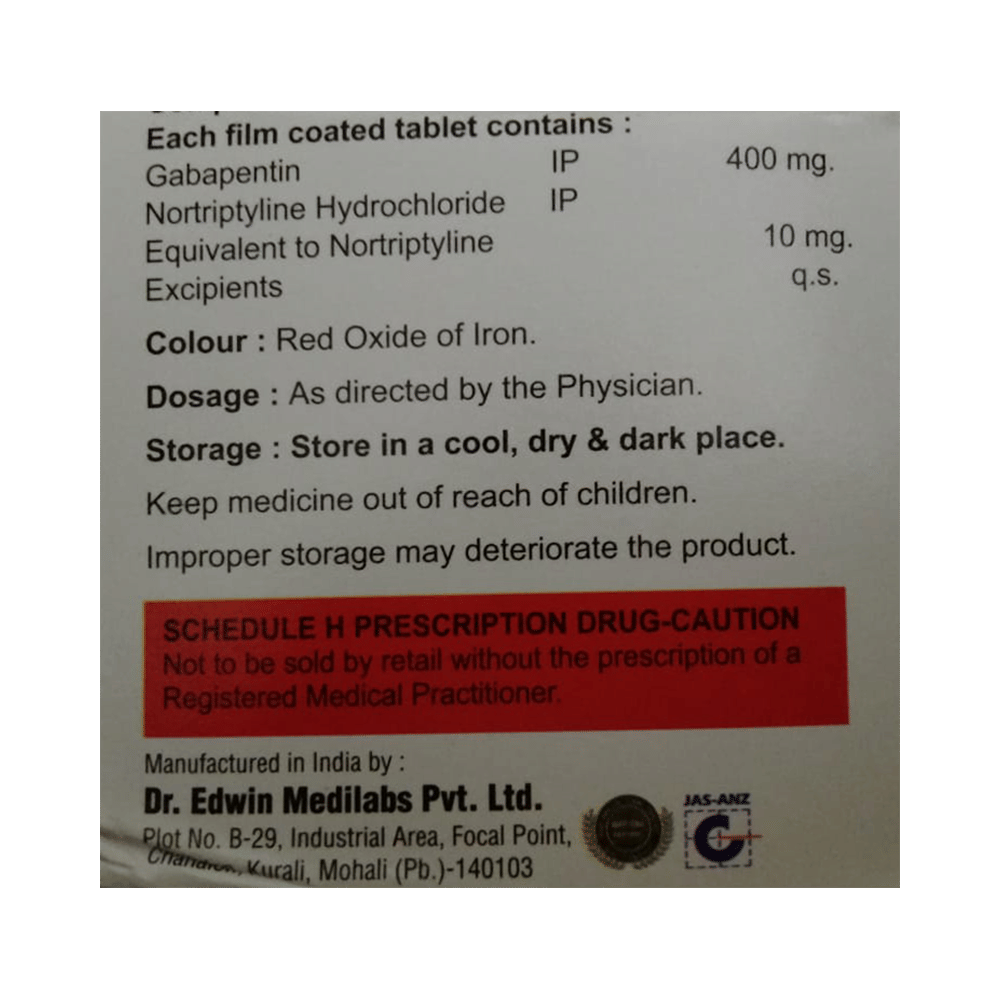 Each film coated tablet contains :
Gabapentin IP 400 mg.
Nortriptyline Hydrochloride IP
Equivalent to Nortriptyline 10 mg.
Excipients q.s.
Colour : Red Oxide of Iron.
Dosage : As directed by the Physician.
Storage : Store in a cool, dry & dark place.
Keep medicine out of reach of children.
Improper storage may deteriorate the product.
SCHEDULE H PRESCRIPTION DRUG-CAUTION
Not to be sold by retail without the prescription of a
Registered Medical Practitioner.
Manufactured in India by :
Dr. Edwin Medilabs Pvt. Ltd.
Plot No. B-29, Industrial Area, Focal Point,
Kurali, Mohali (Pb.)-140103
JAS-ANZ